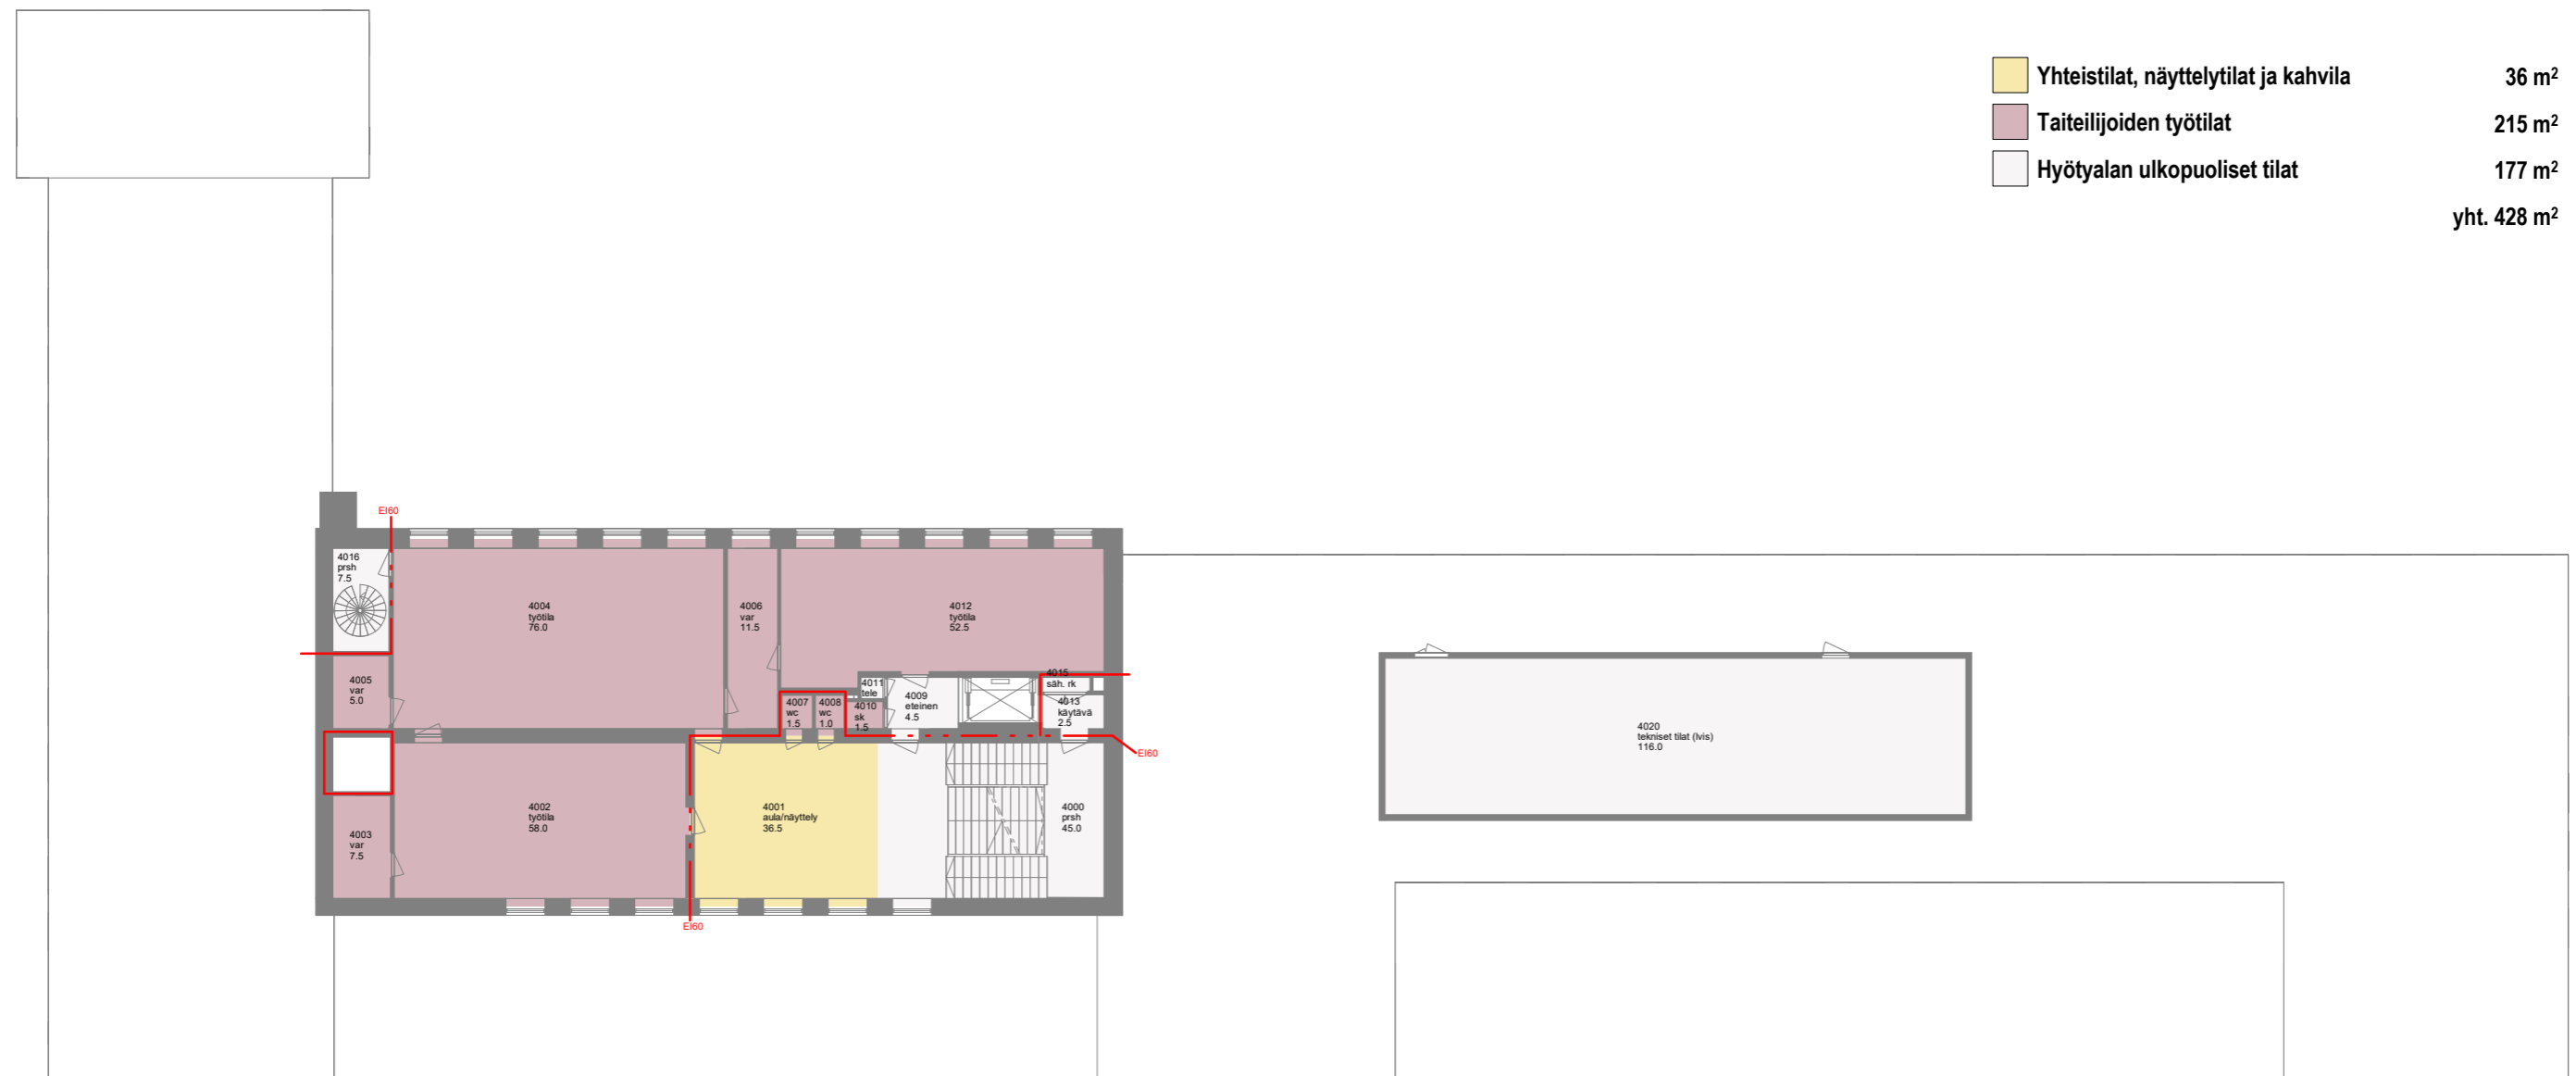 Yhteistilat, näyttelytilat ja kahvila 36 m²
Taiteilijoiden työtilat 215 m²
Hyötyalan ulkopuoliset tilat 177 m²
yht. 428 m²
EI60
4016
prsh
7.5
4004
työtila
76.0
4006
var
11.5
4012
työtila
52.5
4005
var
5.0
4007
wc
1.5
4008
wc
1.0
4011
tele
4010
sk
1.5
4009
eteinen
4.5
4015
säh. rk
4013
käytävä
2.5
EI60
4003
var
7.5
4002
työtila
58.0
4001
aula/näyttely
36.5
4000
prsh
45.0
EI60
4020
tekniset tilat (lvis)
116.0